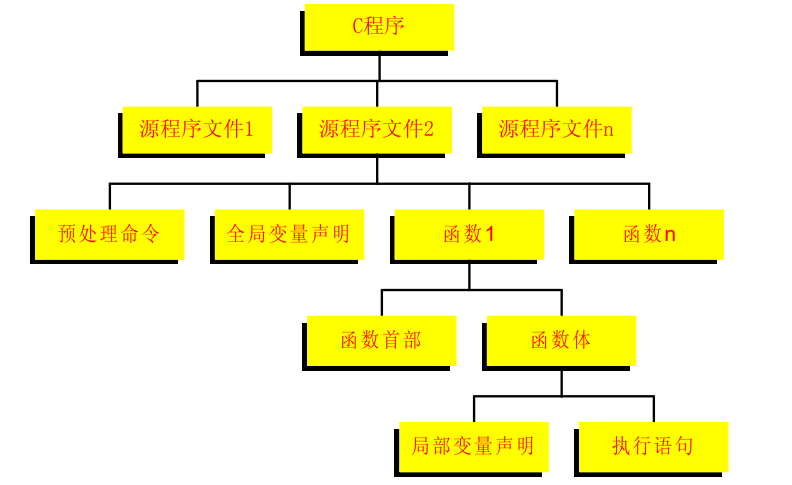 C程序
源程序文件1
源程序文件2
源程序文件n
预处理命令
全局变量声明
函数1
函数n
函数首部
函数体
局部变量声明
执行语句